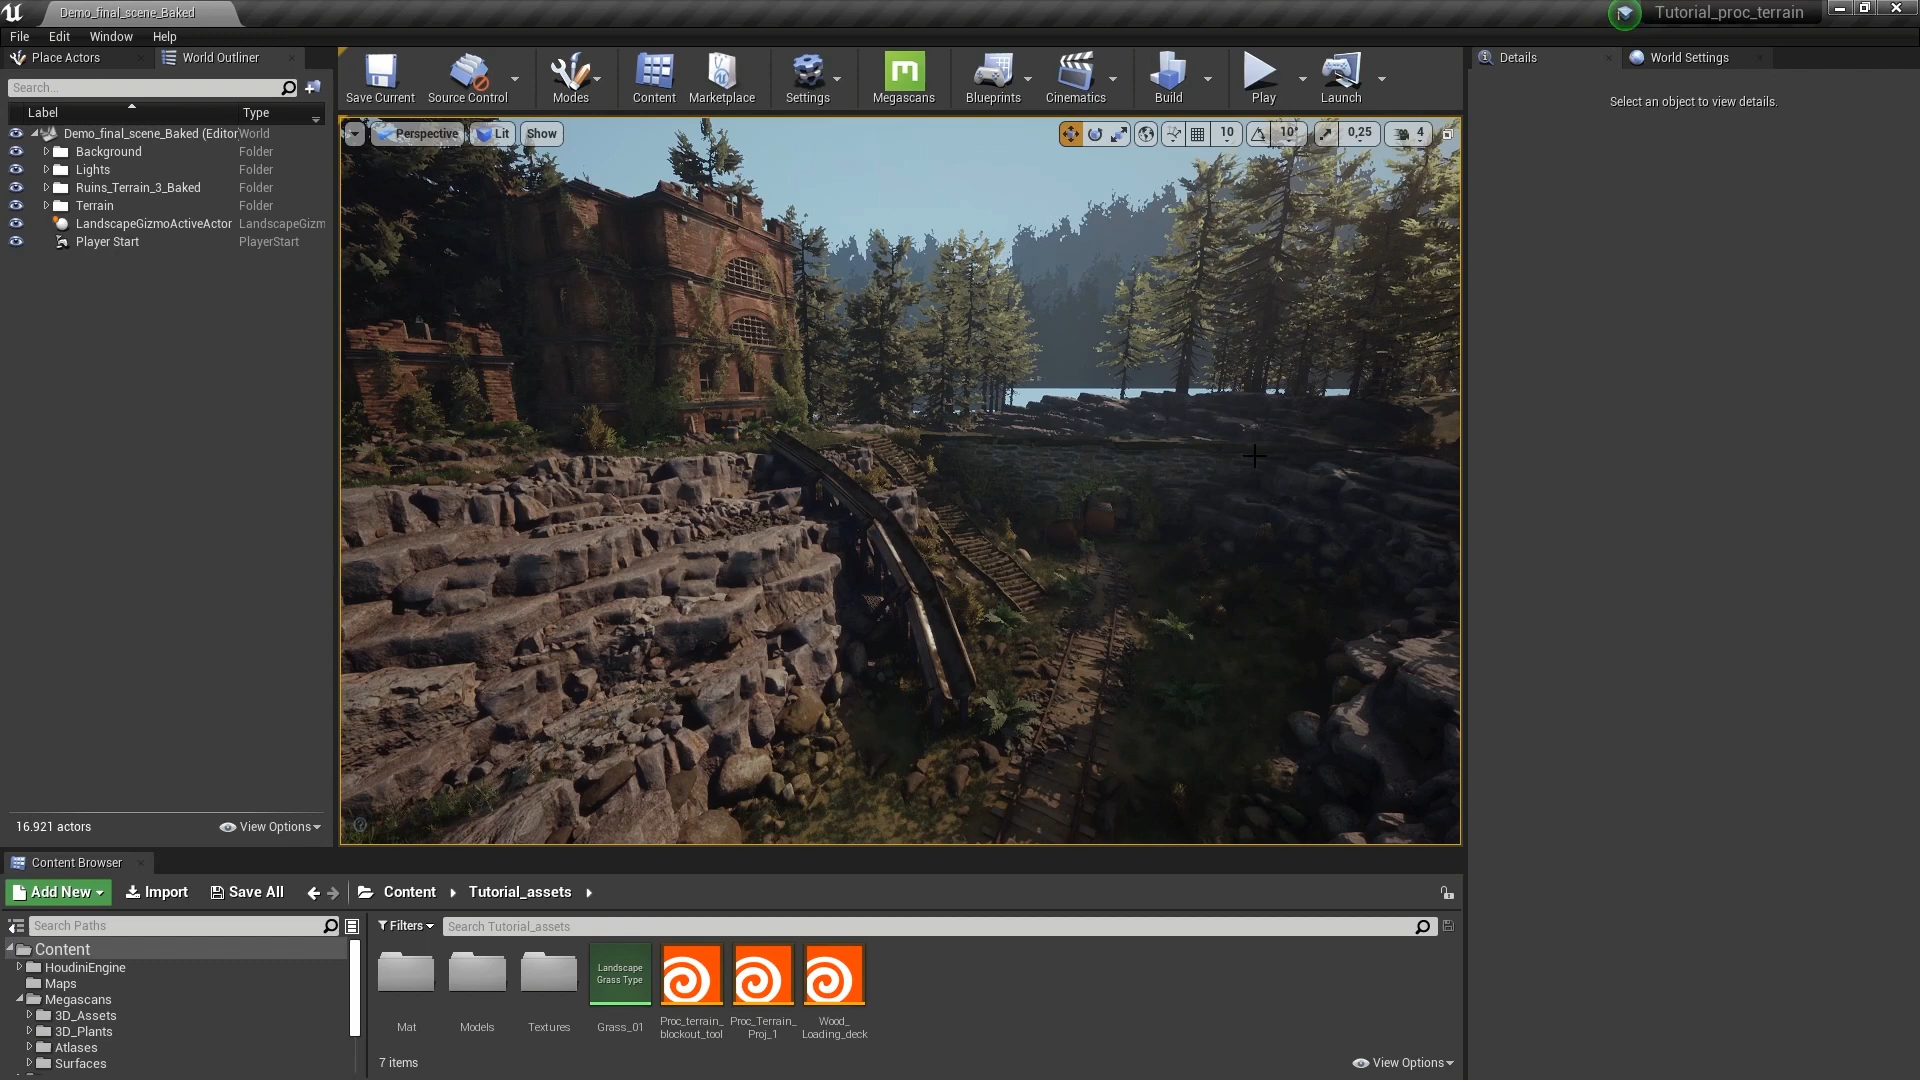 Demo_final_scene_Baked
Tutorial_proc_terrain
File Edit Window Help
Place Actors
World Outliner
Search...
Label Type
Demo_final_scene_Baked (Editor World
Background Folder
Lights Folder
Ruins_Terrain_3_Baked Folder
Terrain Folder
LandscapeGizmoActiveActor LandscapeGizm
Player Start PlayerStart
16.921 actors
View Options
Save Current
Source Control
Modes
Content
Marketplace
Settings
Megascans
Blueprints
Cinematics
Build
Play
Launch
Perspective
Lit
Show
10
10°
0,25
4
Details
World Settings
Select an object to view details.
Content Browser
Add New
Import
Save All
Content
Tutorial_assets
Search Paths
Content
HoudiniEngine
Maps
Megascans
3D_Assets
3D_Plants
Atlases
Surfaces
Filters
Search Tutorial_assets
Landscape
Grass Type
Mat
Models
Textures
Grass_01
Proc_terrain_
blockout_tool
Proc_Terrain_
Proj_1
Wood_
Loading_deck
7 items
View Options